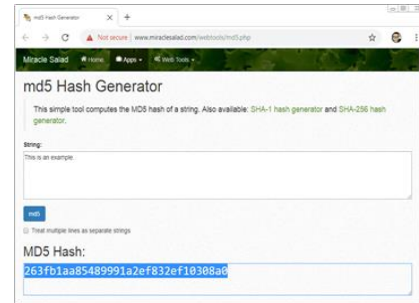 md5 Hash Generator
Not secure | www.miraclesalad.com/webtools/md5.php
Miracle Salad Home Apps Web Tools
md5 Hash Generator
This simple tool computes the MD5 hash of a string. Also available: SHA-1 hash generator and SHA-256 hash
generator.
String:
This is an example.
md5
Treat multiple lines as separate strings
MD5 Hash:
263fb1aa85489991a2ef832ef10308a0